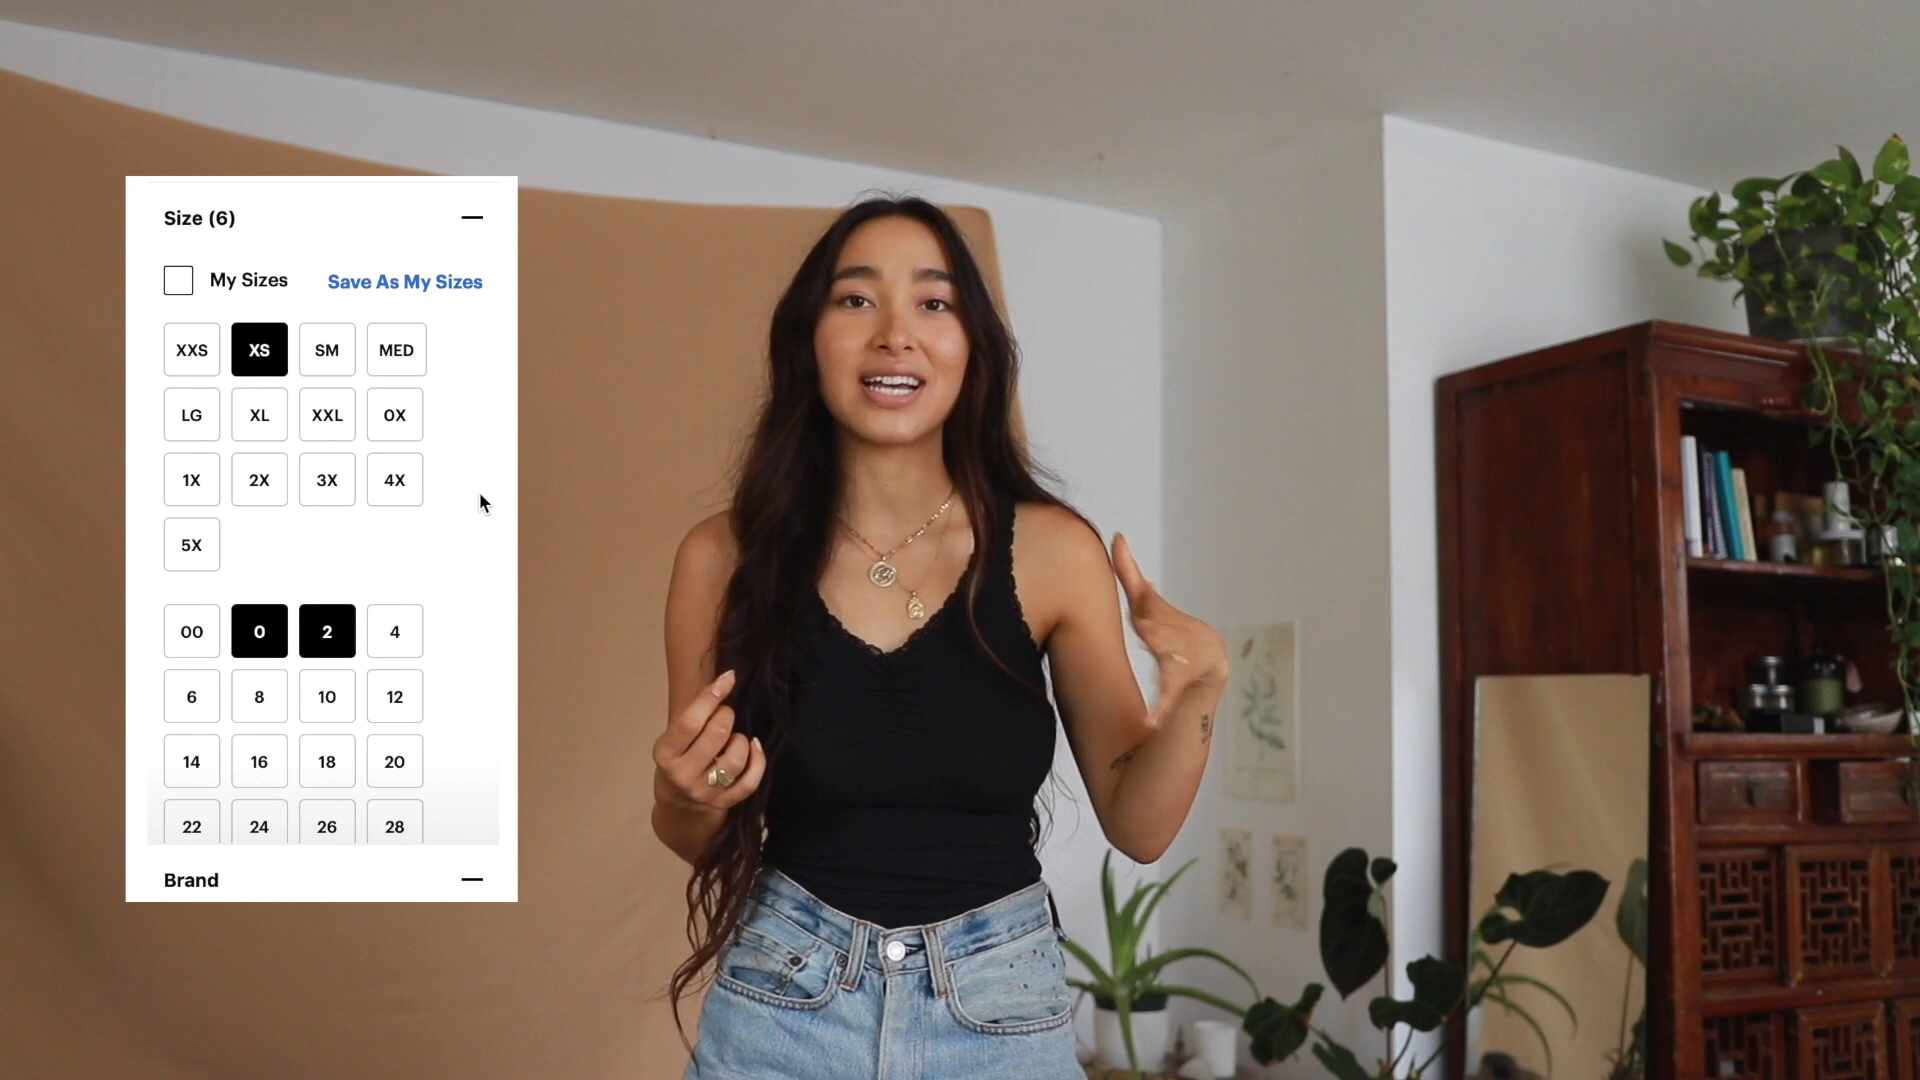 Size (6)
My Sizes Save As My Sizes
XXS XS SM MED
LG XL XXL 0X
1X 2X 3X 4X
5X
00 0 2 4
6 8 10 12
14 16 18 20
22 24 26 28
Brand